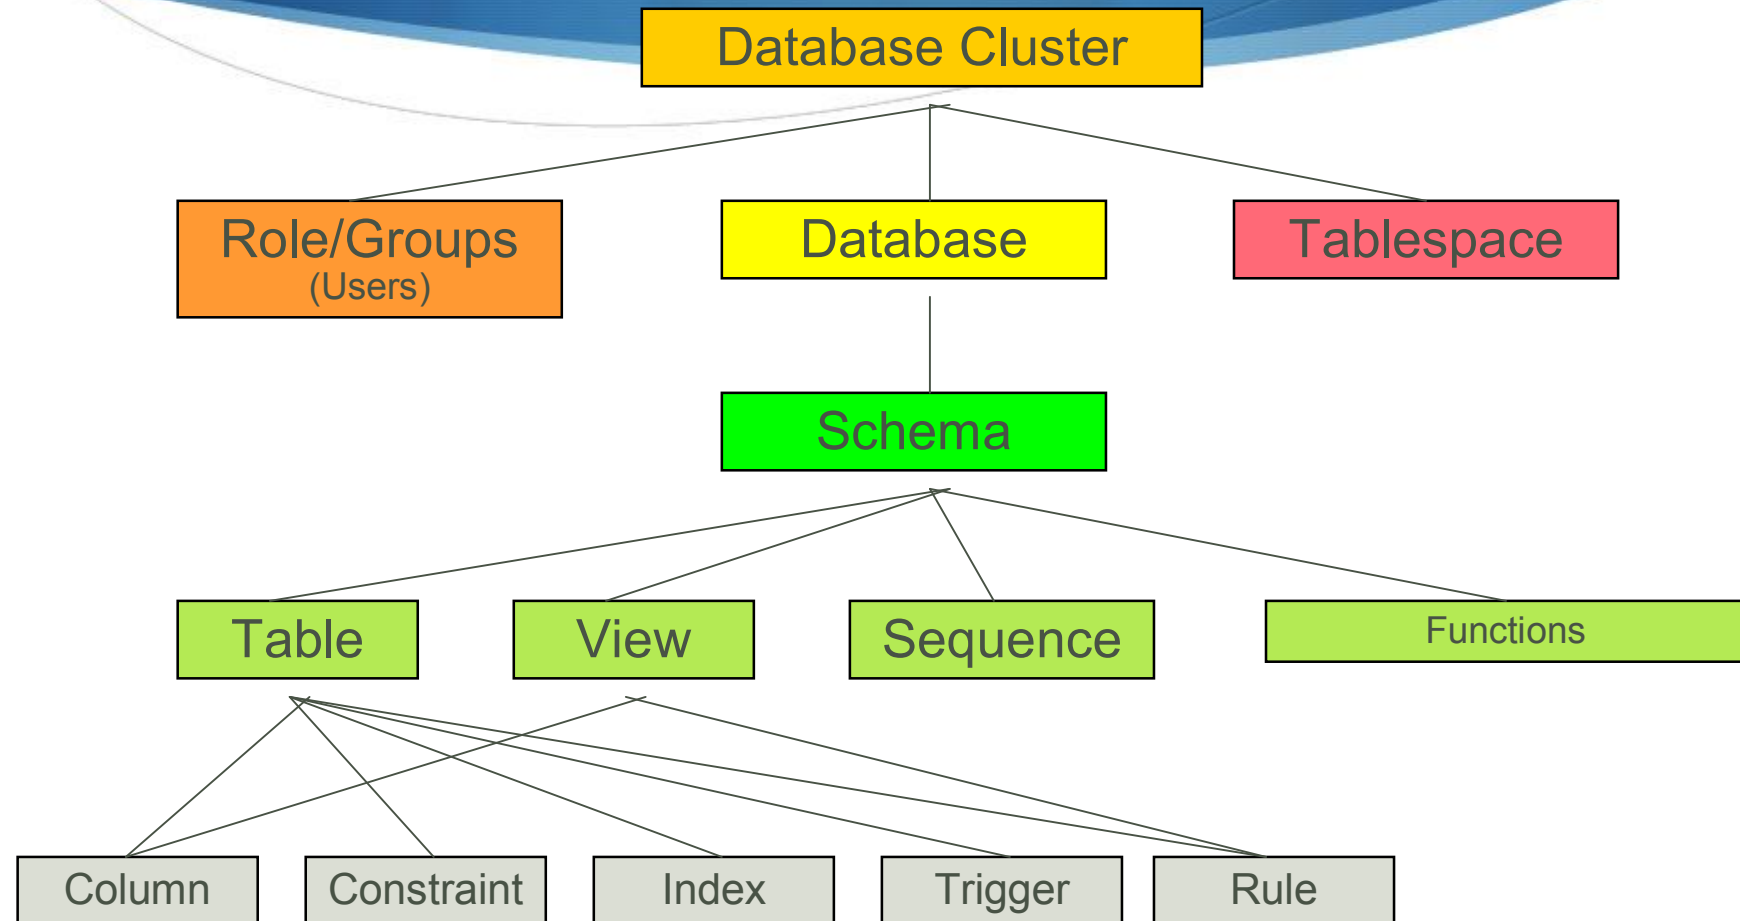 Database Cluster
Role/Groups
(Users)
Database
Tablespace
Schema
Table
View
Sequence
Functions
Column
Constraint
Index
Trigger
Rule